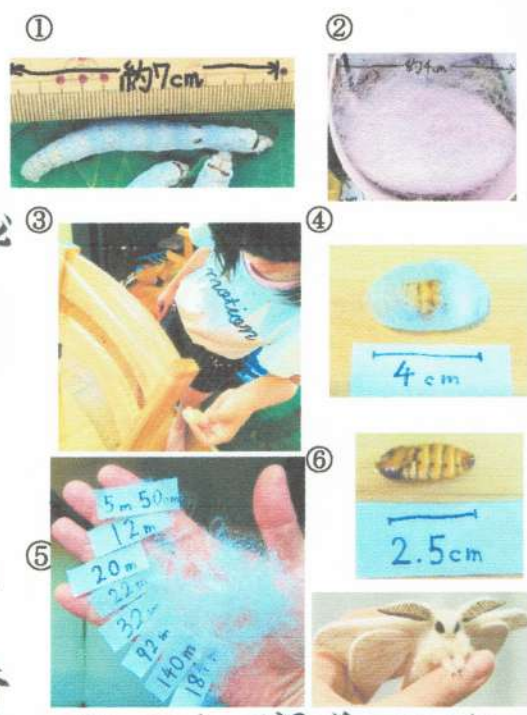 ①
約7cm
②
約4cm
③
motion
④
4cm
⑤
5m 50cm
12m
20m
22m
32m
92m
140m
⑥
2.5cm